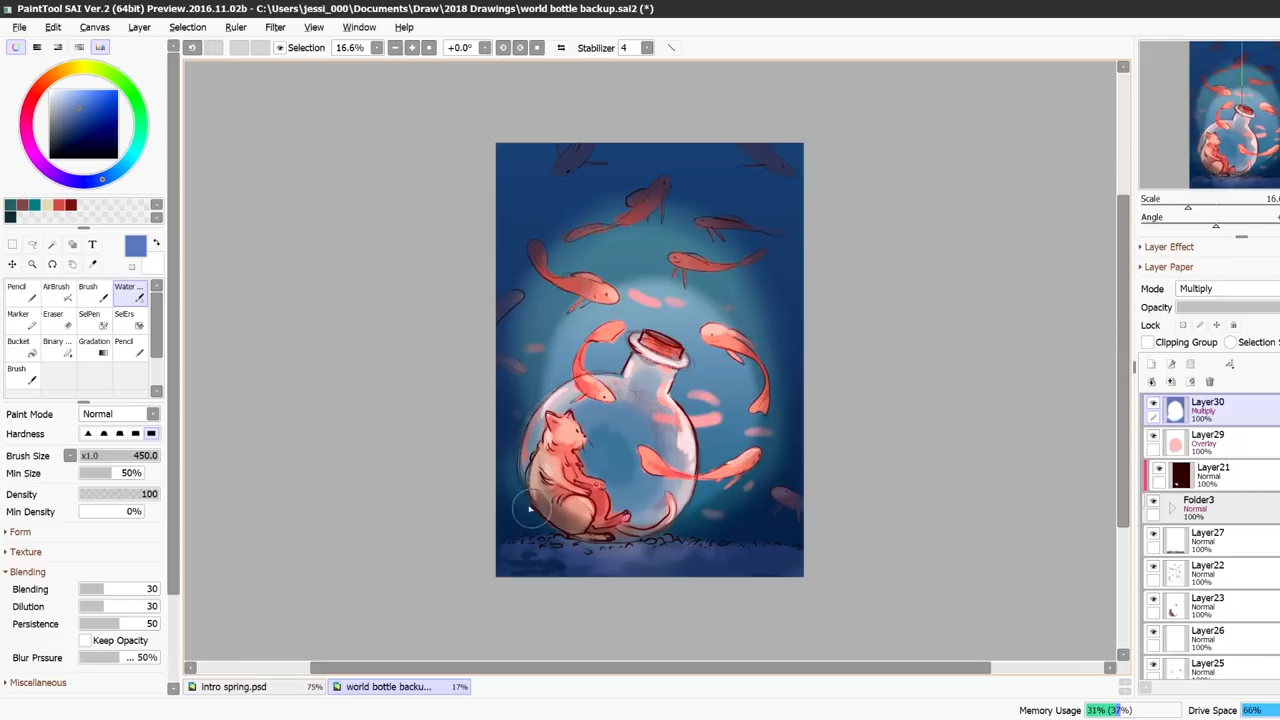 PaintTool SAI Ver.2 (64bit) Preview.2016.11.02b - C:\Users\jessi_000\Documents\Draw\2018 Drawings\world bottle backup.sai2 (*)
File Edit Canvas Layer Selection Ruler Filter View Window Help
Selection 16.6% +0.0° Stabilizer 4
T
Pencil AirBrush Brush Water ...
Marker Eraser SelPen SelErs
Bucket Binary ... Gradation Pencil
Brush
Paint Mode Normal
Hardness
Brush Size x1.0 450.0
Min Size 50%
Density 100
Min Density 0%
Form
Texture
Blending
Blending 30
Dilution 30
Persistence 50
Keep Opacity
Blur Prssure ... 50%
Miscellaneous
intro spring.psd 75% world bottle backu... 17%
Scale 16.
Angle
Layer Effect
Layer Paper
Mode Multiply
Opacity
Lock
Clipping Group Selection S
Layer30
Multiply
100%
Layer29
Overlay
100%
Layer21
Normal
100%
Folder3
Normal
100%
Layer27
Normal
100%
Layer22
Normal
100%
Layer23
Normal
100%
Layer26
Normal
100%
Layer25
Normal
Memory Usage 31% (37%) Drive Space 66%